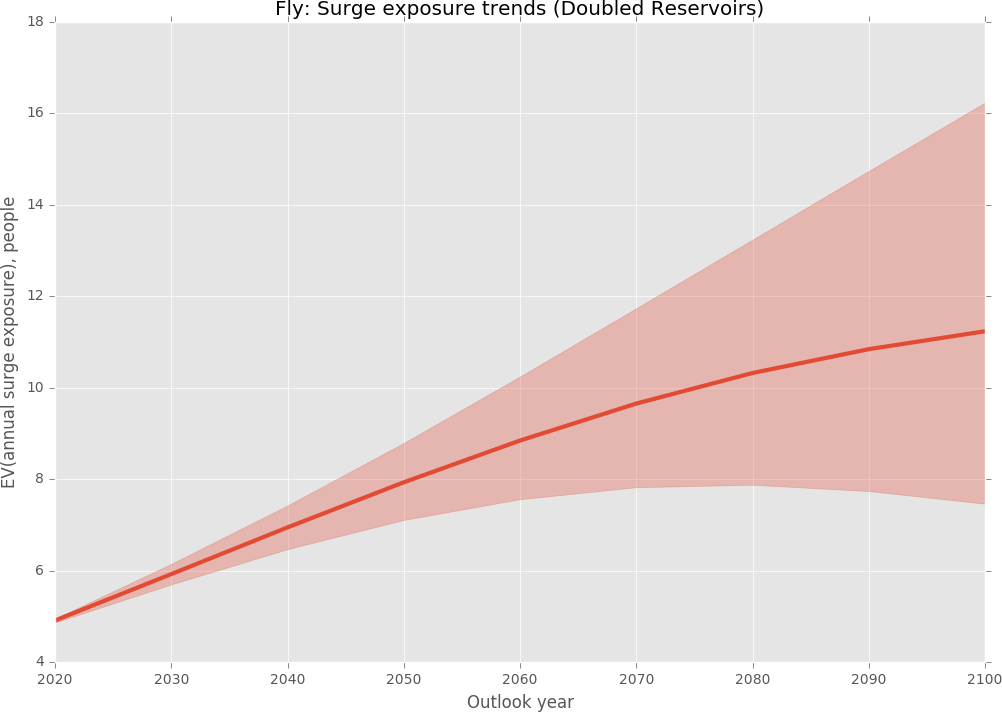 Fly: Surge exposure trends (Doubled Reservoirs)
EV(annual surge exposure), people
18
16
14
12
10
8
6
4
2020 2030 2040 2050 2060 2070 2080 2090 2100
Outlook year